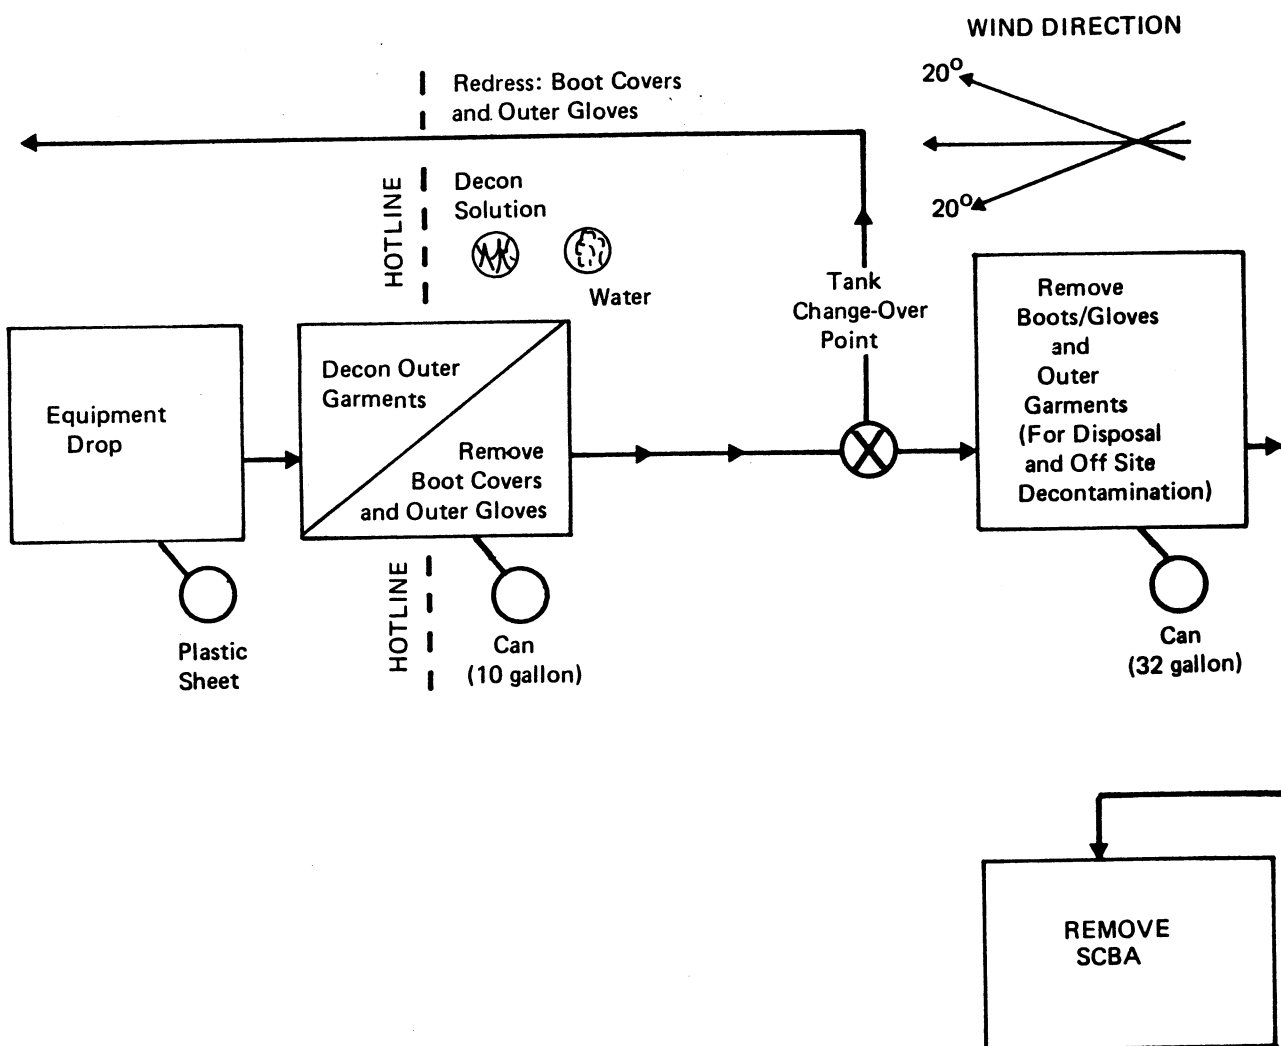 WIND DIRECTION
20°
20°
Redress: Boot Covers
and Outer Gloves
HOTLINE
Decon
Solution
Water
Tank
Change-Over
Point
Equipment
Drop
Decon Outer
Garments
Remove
Boot Covers
and Outer Gloves
Remove
Boots/Gloves
and
Outer
Garments
(For Disposal
and Off Site
Decontamination)
Plastic
Sheet
HOTLINE
Can
(10 gallon)
Can
(32 gallon)
REMOVE
SCBA